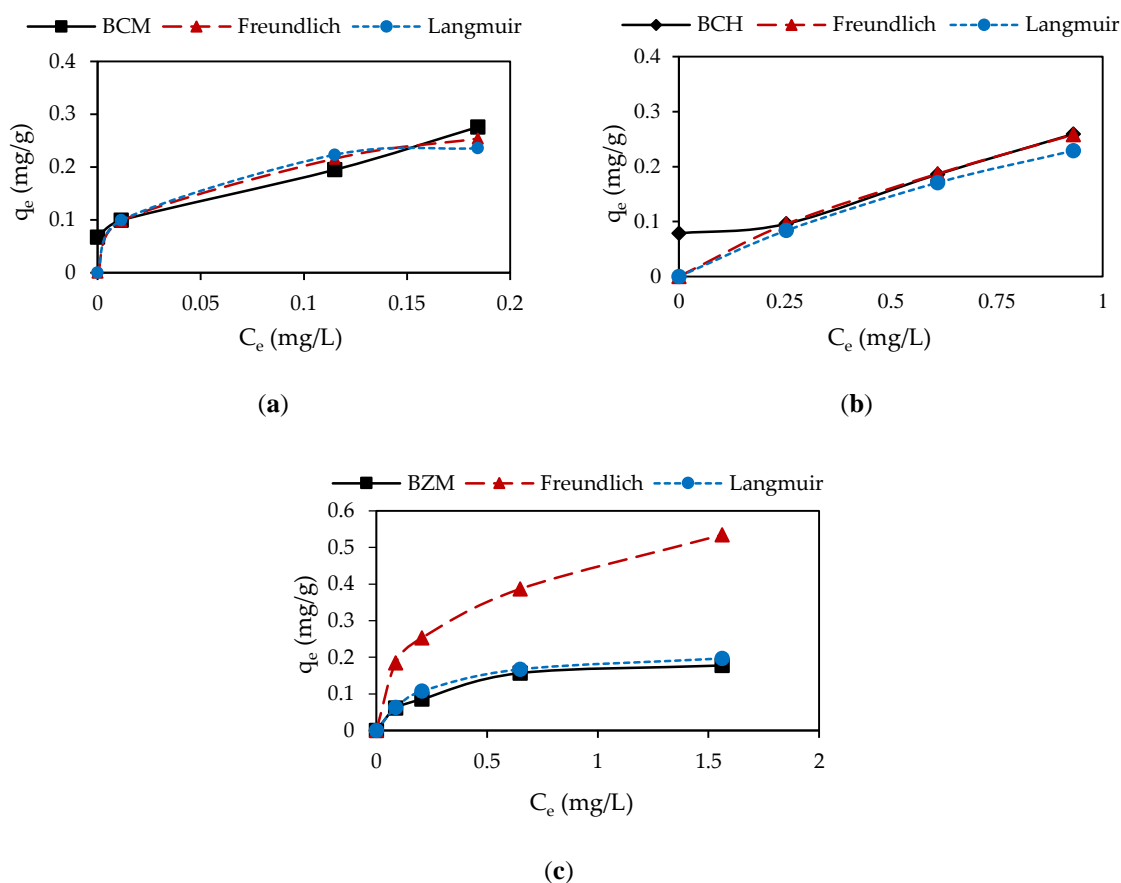 BCM Freundlich Langmuir
0.4
0.3
0.2
0.1
0
qe (mg/g)
0 0.05 0.1 0.15 0.2
Ce (mg/L)
(a)
BCH Freundlich Langmuir
0.4
0.3
0.2
0.1
0
qe (mg/g)
0 0.25 0.5 0.75 1
Ce (mg/L)
(b)
BZM Freundlich Langmuir
0.6
0.5
0.4
0.3
0.2
0.1
0
qe (mg/g)
0 0.5 1 1.5 2
Ce (mg/L)
(c)